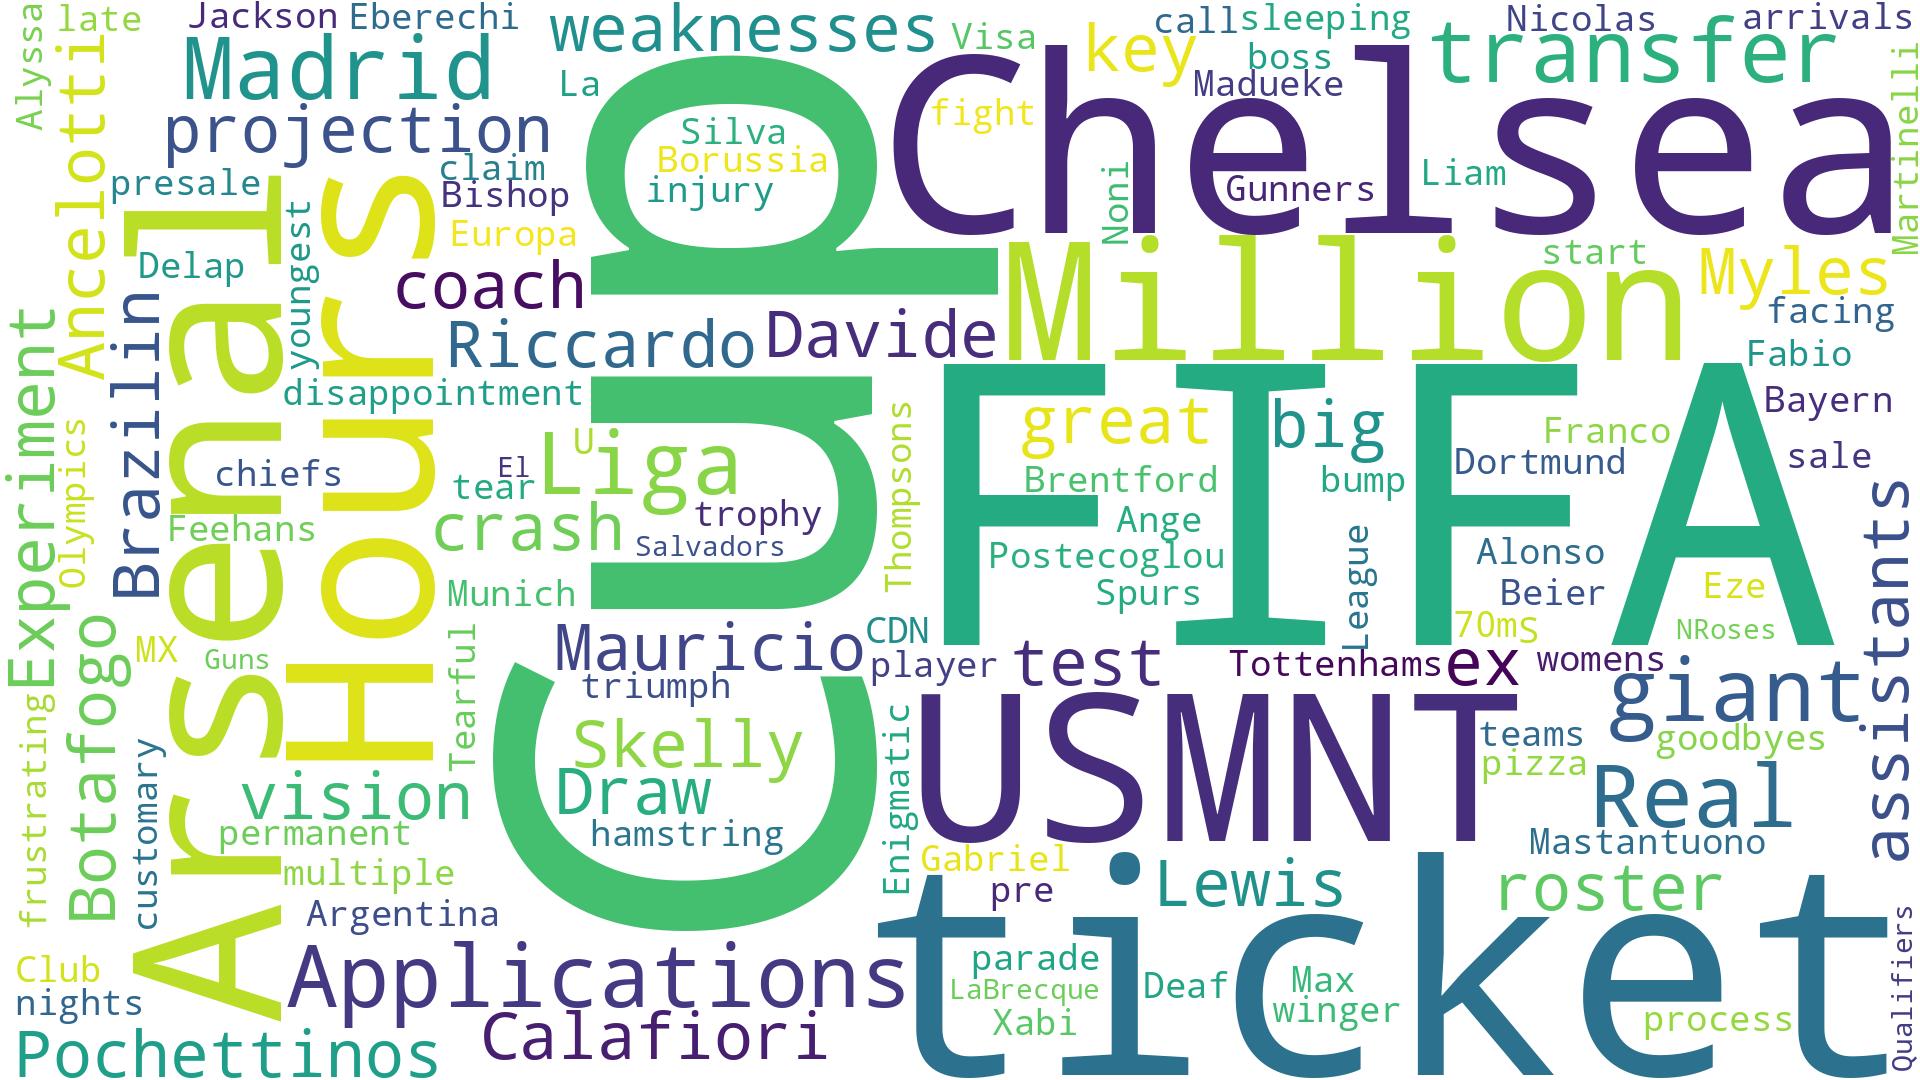 Alyssa
late
Jackson
Eberechi
weaknesses
Visa
key
call
sleeping
Nicolas
arrivals
Ancelotti
Madrid
La
Chelsea
boss
transfer
Martinelli
projection
Silva
fight
Madueke
presale
claim
Borussia
Noni
Gunners
Liam
Bishop
injury
Europa
Cup
Arsenal
Hours
youngest
Delap
coach
Million
start
Myles
Experiment
Brazilin
Riccardo
Davide
facing
Fabio
disappointment
Thompsons
FIFA
great
big
Bayern
Olympics
chiefs
U
Liga
El
tear
Brentford
bump
Franco
Dortmund
sale
Feehans
crash
trophy
Salvadors
Ange
Postecoglou
League
Alonso
assistants
Munich
Spurs
Beier
Eze
Botafogo
MX
Guns
Tearful
Mauricio
CDN
70mS
NRoses
player
test
Tottenhams
ex
womens
triumph
giant
frustrating
customary
Skelly
Enigmatic
USMNT
teams
goodbyes
vision
Draw
pizza
Real
permanent
hamstring
Mastantuono
multiple
Gabriel
Argentina
pre
Lewis
roster
Qualifiers
Club
Applications
ticket
parade
nights
LaBrecque
Deaf
Max
winger
Pochettinos
Calafiori
Xabi
process